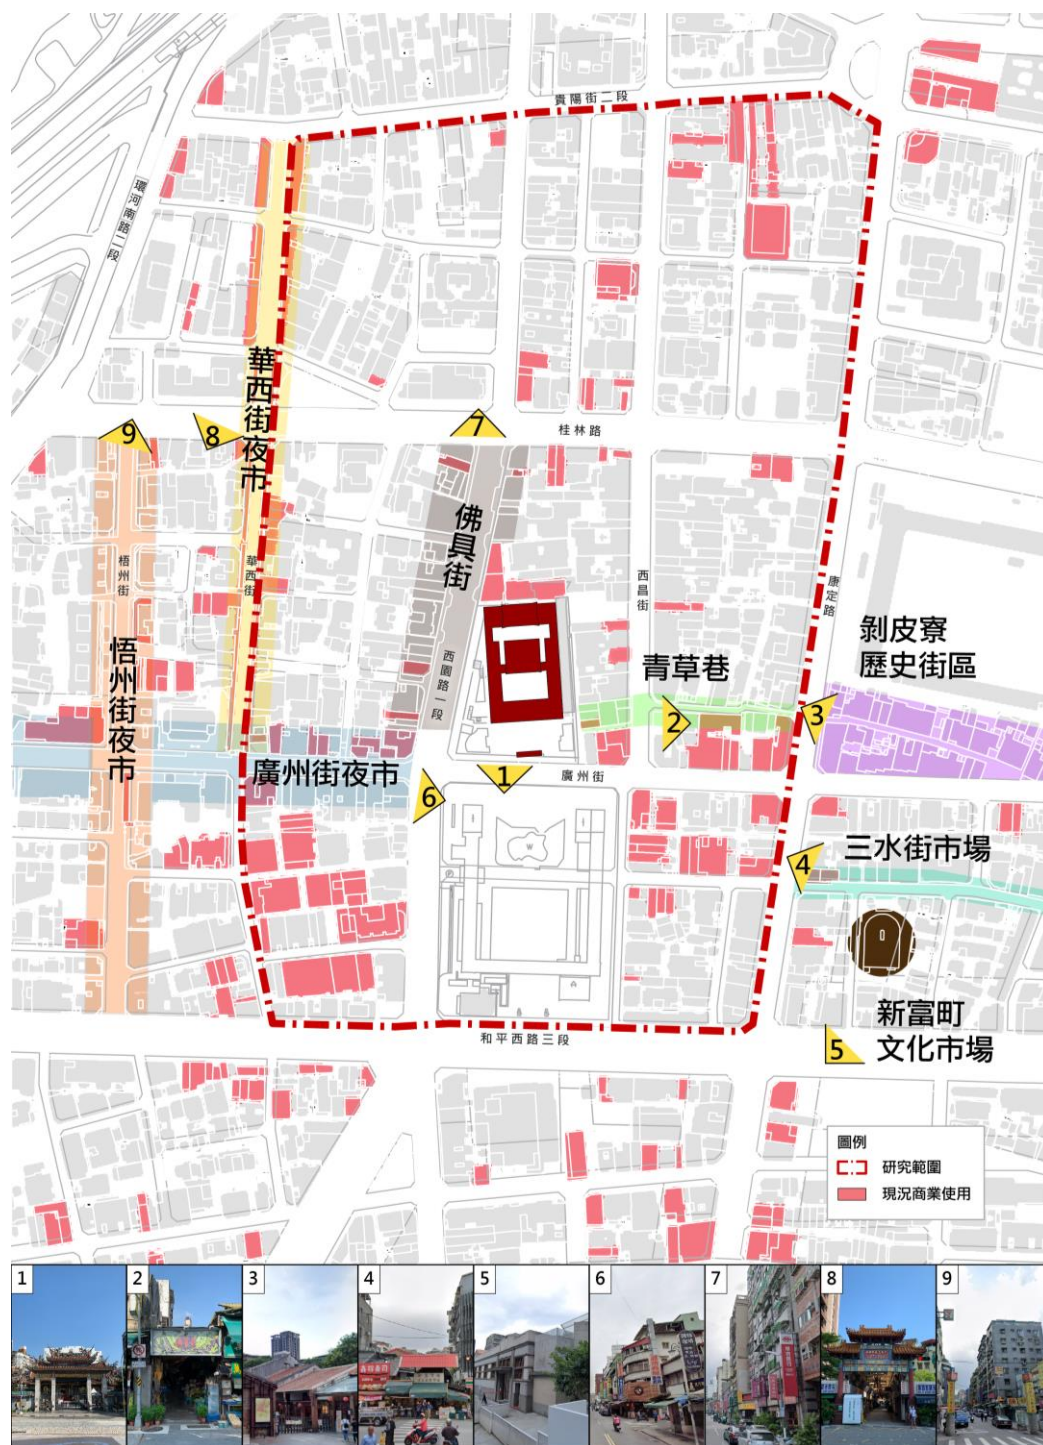 貴陽街二段
環河南路二段
華西街夜市
9
8
7
桂林路
佛具街
梧州街
華西街
西昌街
康定路
剝皮寮
歷史街區
悟州街夜市
西園路一段
青草巷
2
3
廣州街夜市
1
廣州街
6
三水街市場
4
新富町
文化市場
5
和平西路三段
圖例
研究範圍
現況商業使用
1
2
3
4
5
6
7
8
9